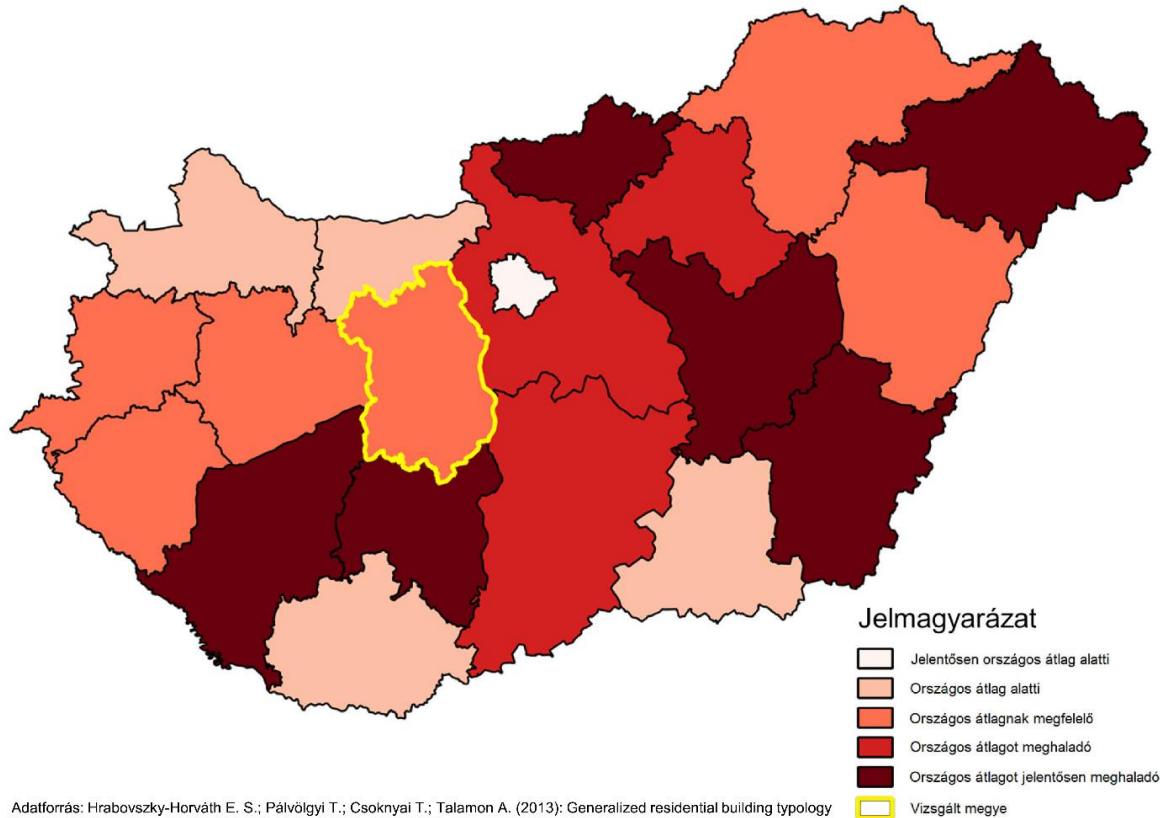 Jelmagyarázat
Jelentősen országos átlag alatti
Országos átlag alatti
Országos átlagnak megfelelő
Országos átlagot meghaladó
Országos átlagot jelentősen meghaladó
Vizsgált megye
Adatforrás: Hrabovszky-Horváth E. S.; Pálvölgyi T.; Csoknyai T.; Talamon A. (2013): Generalized residential building typology